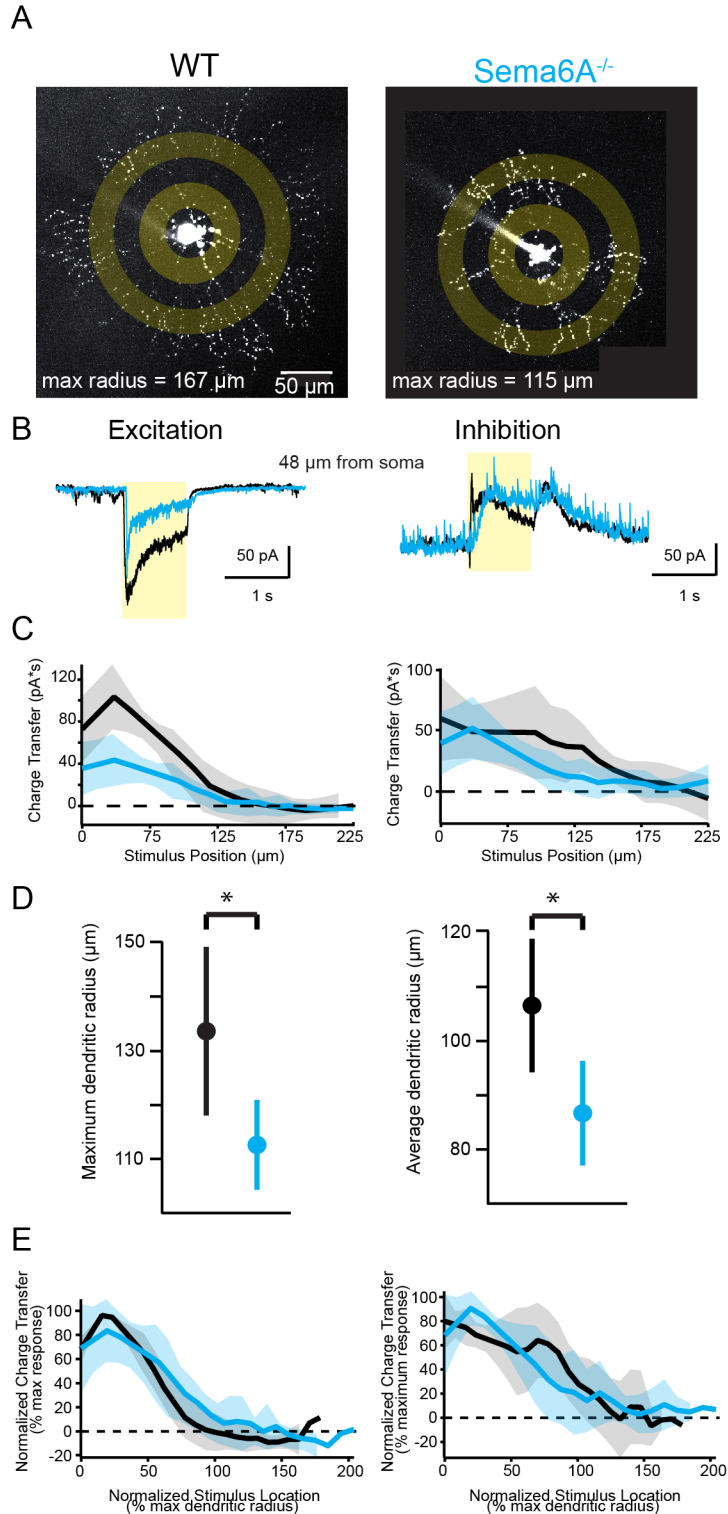 A
WT
Sema6A-/-
max radius = 167 µm
50 µm
max radius = 115 µm
B
Excitation
Inhibition
48 µm from soma
50 pA
1 s
50 pA
1 s
C
Charge Transfer (pA*s)
120
80
40
0
0 75 125 175 225
Stimulus Position (µm)
Charge Transfer (pA*s)
100
50
0
0 75 125 175 225
Stimulus Position (µm)
D
*
Maximum dendritic radius (µm)
150
130
110
*
Average dendritic radius (µm)
120
100
80
E
Normalized Charge Transfer
(% max response)
100
80
60
40
20
0
-20
0 50 100 150 200
Normalized Stimulus Location
(% max dendritic radius)
Normalized Charge Transfer
(% maximum response)
100
80
60
40
20
0
-20
0 50 100 150 200
Normalized Stimulus Location
(% max dendritic radius)